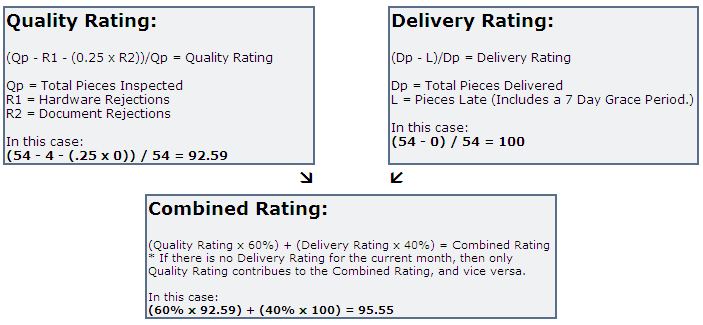 Quality Rating:
(Qp - R1 - (0.25 x R2))/Qp = Quality Rating
Qp = Total Pieces Inspected
R1 = Hardware Rejections
R2 = Document Rejections
In this case:
(54 - 4 - (.25 x 0)) / 54 = 92.59
Delivery Rating:
(Dp - L)/Dp = Delivery Rating
Dp = Total Pieces Delivered
L = Pieces Late (Includes a 7 Day Grace Period.)
In this case:
(54 - 0) / 54 = 100
Combined Rating:
(Quality Rating x 60%) + (Delivery Rating x 40%) = Combined Rating
* If there is no Delivery Rating for the current month, then only
Quality Rating contribues to the Combined Rating, and vice versa.
In this case:
(60% x 92.59) + (40% x 100) = 95.55